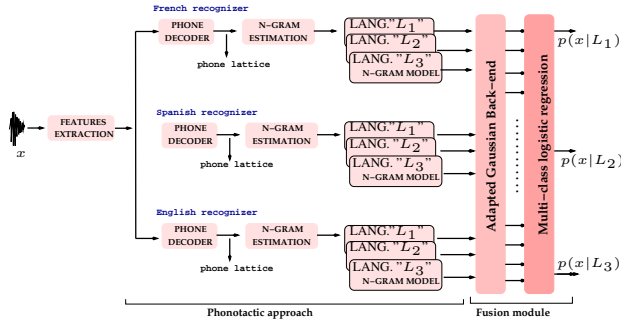 French recognizer
PHONE
DECODER
N-GRAM
ESTIMATION
LANG."L1"
LANG. "L2"
LANG. "L3"
N-GRAM MODEL
phone lattice
p(x|L1)
x
FEATURES
EXTRACTION
Spanish recognizer
PHONE
DECODER
N-GRAM
ESTIMATION
LANG."L1"
LANG. "L2"
LANG. "L3"
N-GRAM MODEL
phone lattice
p(x|L2)
English recognizer
PHONE
DECODER
N-GRAM
ESTIMATION
LANG."L1"
LANG. "L2"
LANG. "L3"
N-GRAM MODEL
phone lattice
p(x|L3)
Adapted Gaussian Back-end
Multi-class logistic regression
Phonotactic approach
Fusion module